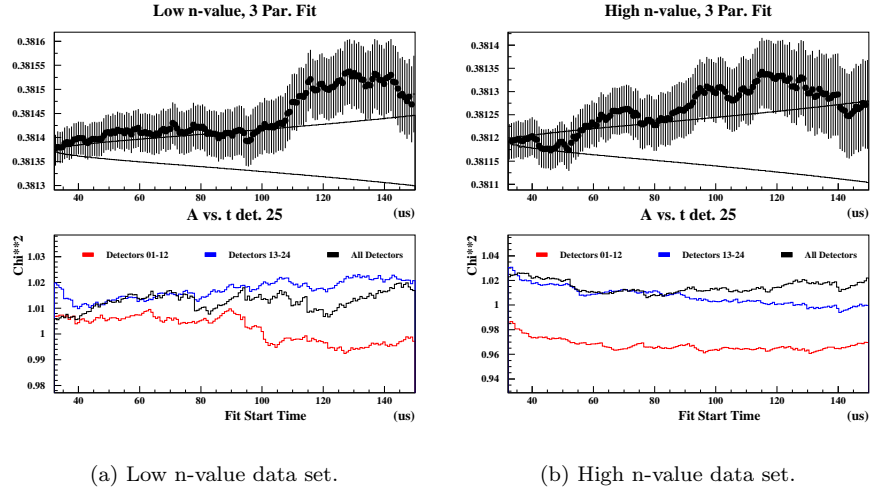 Low n-value, 3 Par. Fit
0.3816
0.38155
0.3815
0.38145
0.3814
0.38135
0.3813
40 60 80 100 120 140
A vs. t det. 25 (us)
Chi**2
1.03
1.02
1.01
1
0.99
0.98
Detectors 01-12 Detectors 13-24 All Detectors
40 60 80 100 120 140
Fit Start Time (us)
High n-value, 3 Par. Fit
0.3814
0.38135
0.3813
0.38125
0.3812
0.38115
0.3811
40 60 80 100 120 140
A vs. t det. 25 (us)
Chi**2
1.04
1.02
1
0.98
0.96
0.94
Detectors 01-12 Detectors 13-24 All Detectors
40 60 80 100 120 140
Fit Start Time (us)
(a) Low n-value data set.
(b) High n-value data set.